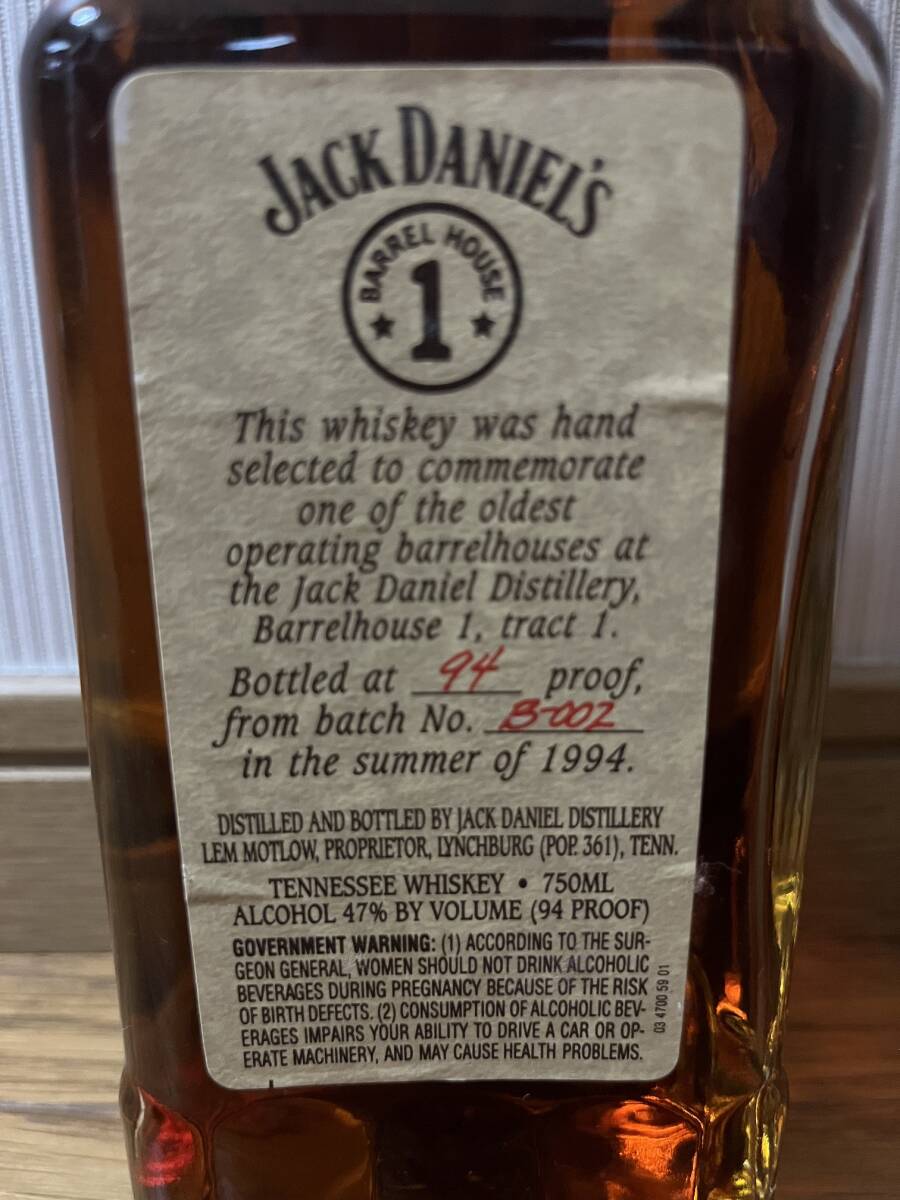 JACK DANIEL'S
BARREL HOUSE
1
This whiskey was hand
selected to commemorate
one of the oldest
operating barrelhouses at
the Jack Daniel Distillery,
Barrelhouse 1, tract 1.
Bottled at 94 proof,
from batch No. B-002
in the summer of 1994.
DISTILLED AND BOTTLED BY JACK DANIEL DISTILLERY
LEM MOTLOW, PROPRIETOR, LYNCHBURG (POP. 361), TENN.
TENNESSEE WHISKEY • 750ML
ALCOHOL 47% BY VOLUME (94 PROOF)
GOVERNMENT WARNING: (1) ACCORDING TO THE SUR-
GEON GENERAL, WOMEN SHOULD NOT DRINK ALCOHOLIC
BEVERAGES DURING PREGNANCY BECAUSE OF THE RISK
OF BIRTH DEFECTS. (2) CONSUMPTION OF ALCOHOLIC BEV-
ERAGES IMPAIRS YOUR ABILITY TO DRIVE A CAR OR OP-
ERATE MACHINERY, AND MAY CAUSE HEALTH PROBLEMS.
03 4700 59 01